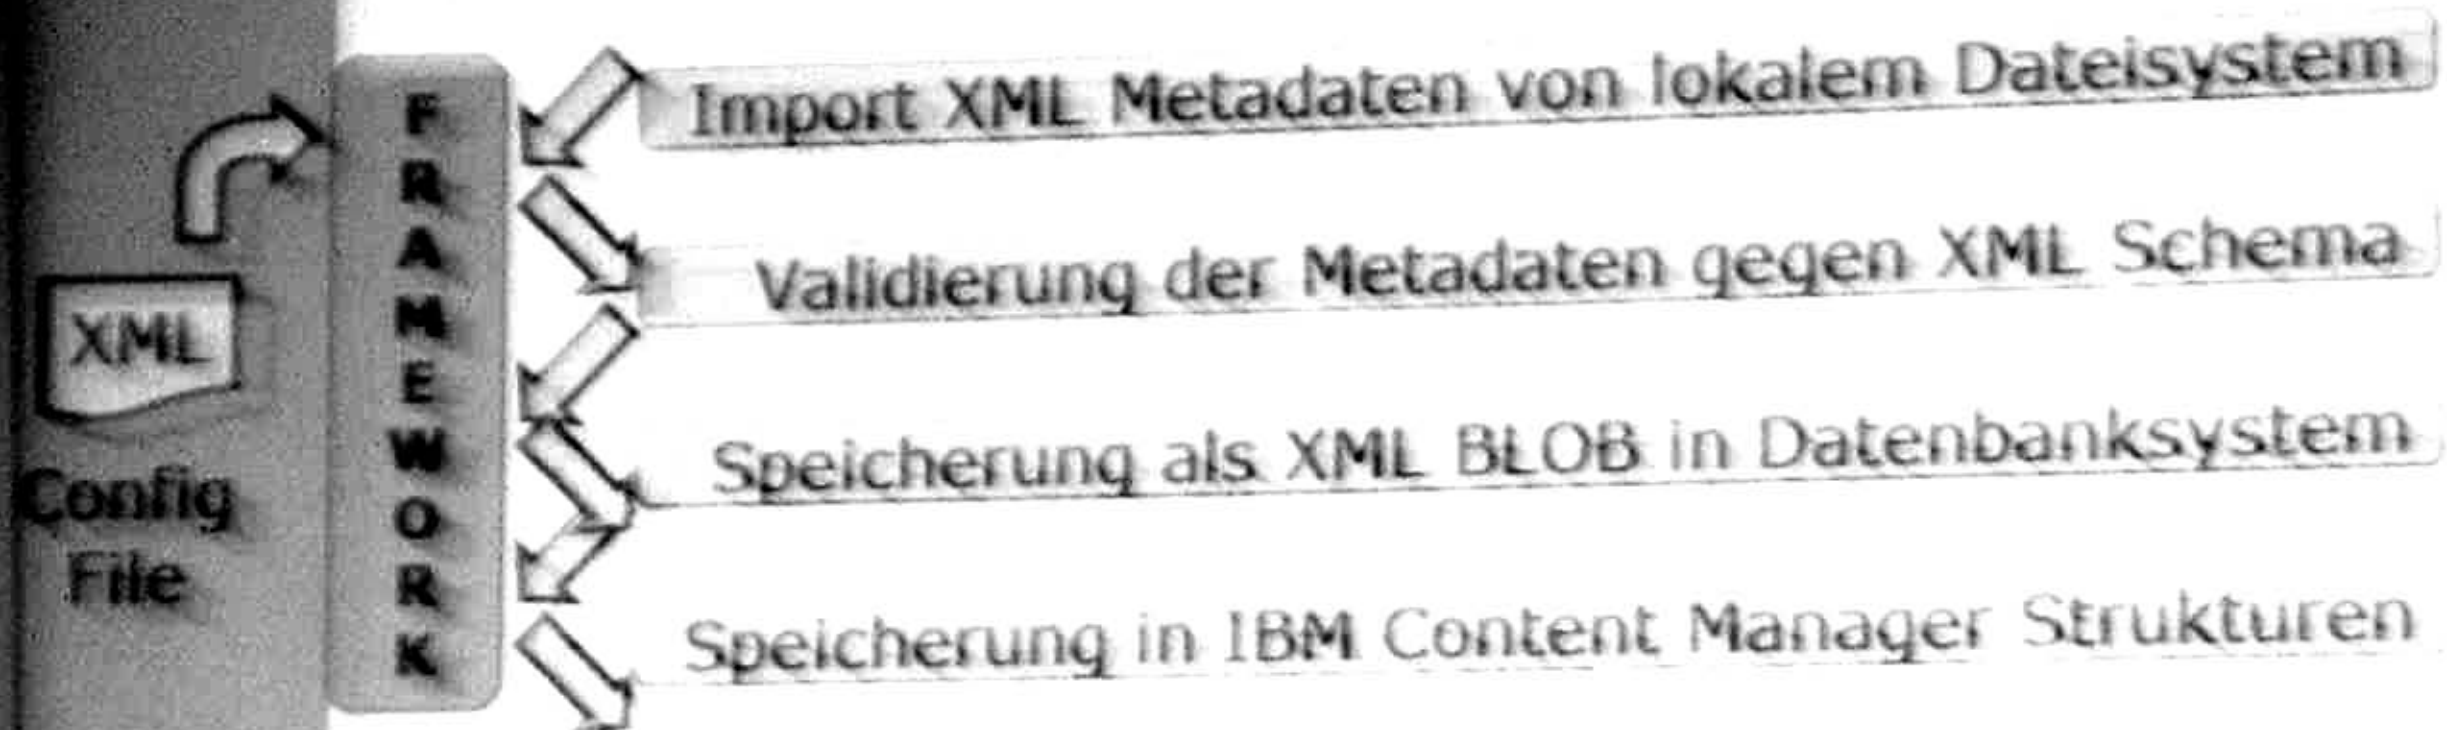 XML
Config
File
FRAMEWORK
Import XML Metadaten von lokalem Dateisystem
Validierung der Metadaten gegen XML Schema
Speicherung als XML BLOB in Datenbanksystem
Speicherung in IBM Content Manager Strukturen